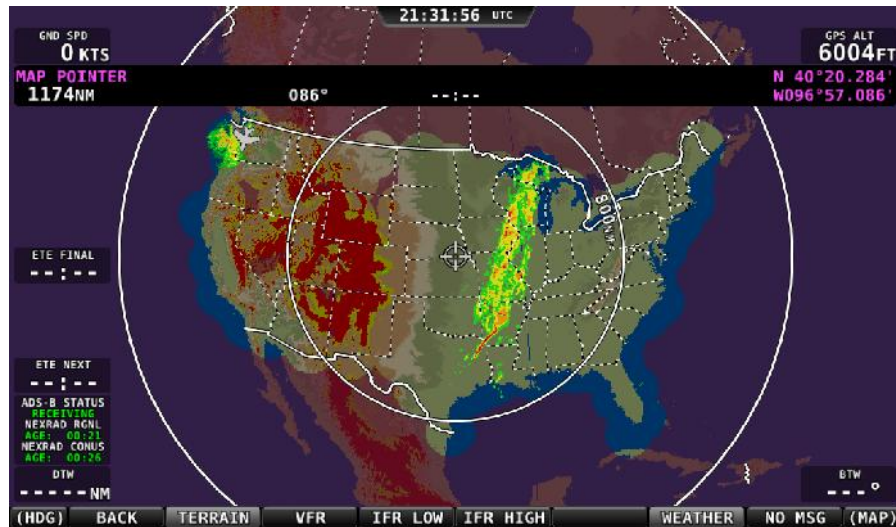 21:31:56 UTC
GND SPD
0 KTS
GPS ALT
6004FT
MAP POINTER
N 40°20.284'
1174NM 086° --:--
W096°57.086'
800NM
ETE FINAL
--:--
ETE NEXT
--:--
ADS-B STATUS
RECEIVING
NEXRAD RGNL
AGE: 00:21
NEXRAD CONUS
AGE: 00:26
DTW
-----NM
BTW
---°
(HDG) BACK TERRAIN VFR IFR LOW IFR HIGH WEATHER NO MSG (MAP)